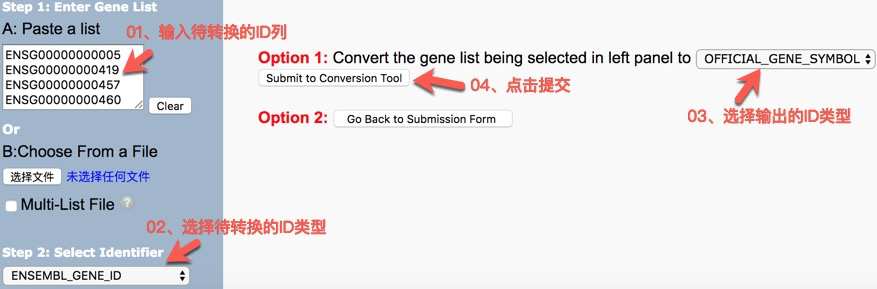 Step 1: Enter Gene List
A: Paste a list
01、输入待转换的ID列
ENSG00000000005
ENSG00000000419
ENSG00000000457
ENSG00000000460
Clear
Or
B:Choose From a File
选择文件 未选择任何文件
Multi-List File ?
02、选择待转换的ID类型
Step 2: Select Identifier
ENSEMBL_GENE_ID
Option 1: Convert the gene list being selected in left panel to OFFICIAL_GENE_SYMBOL
Submit to Conversion Tool
04、点击提交
03、选择输出的ID类型
Option 2: Go Back to Submission Form